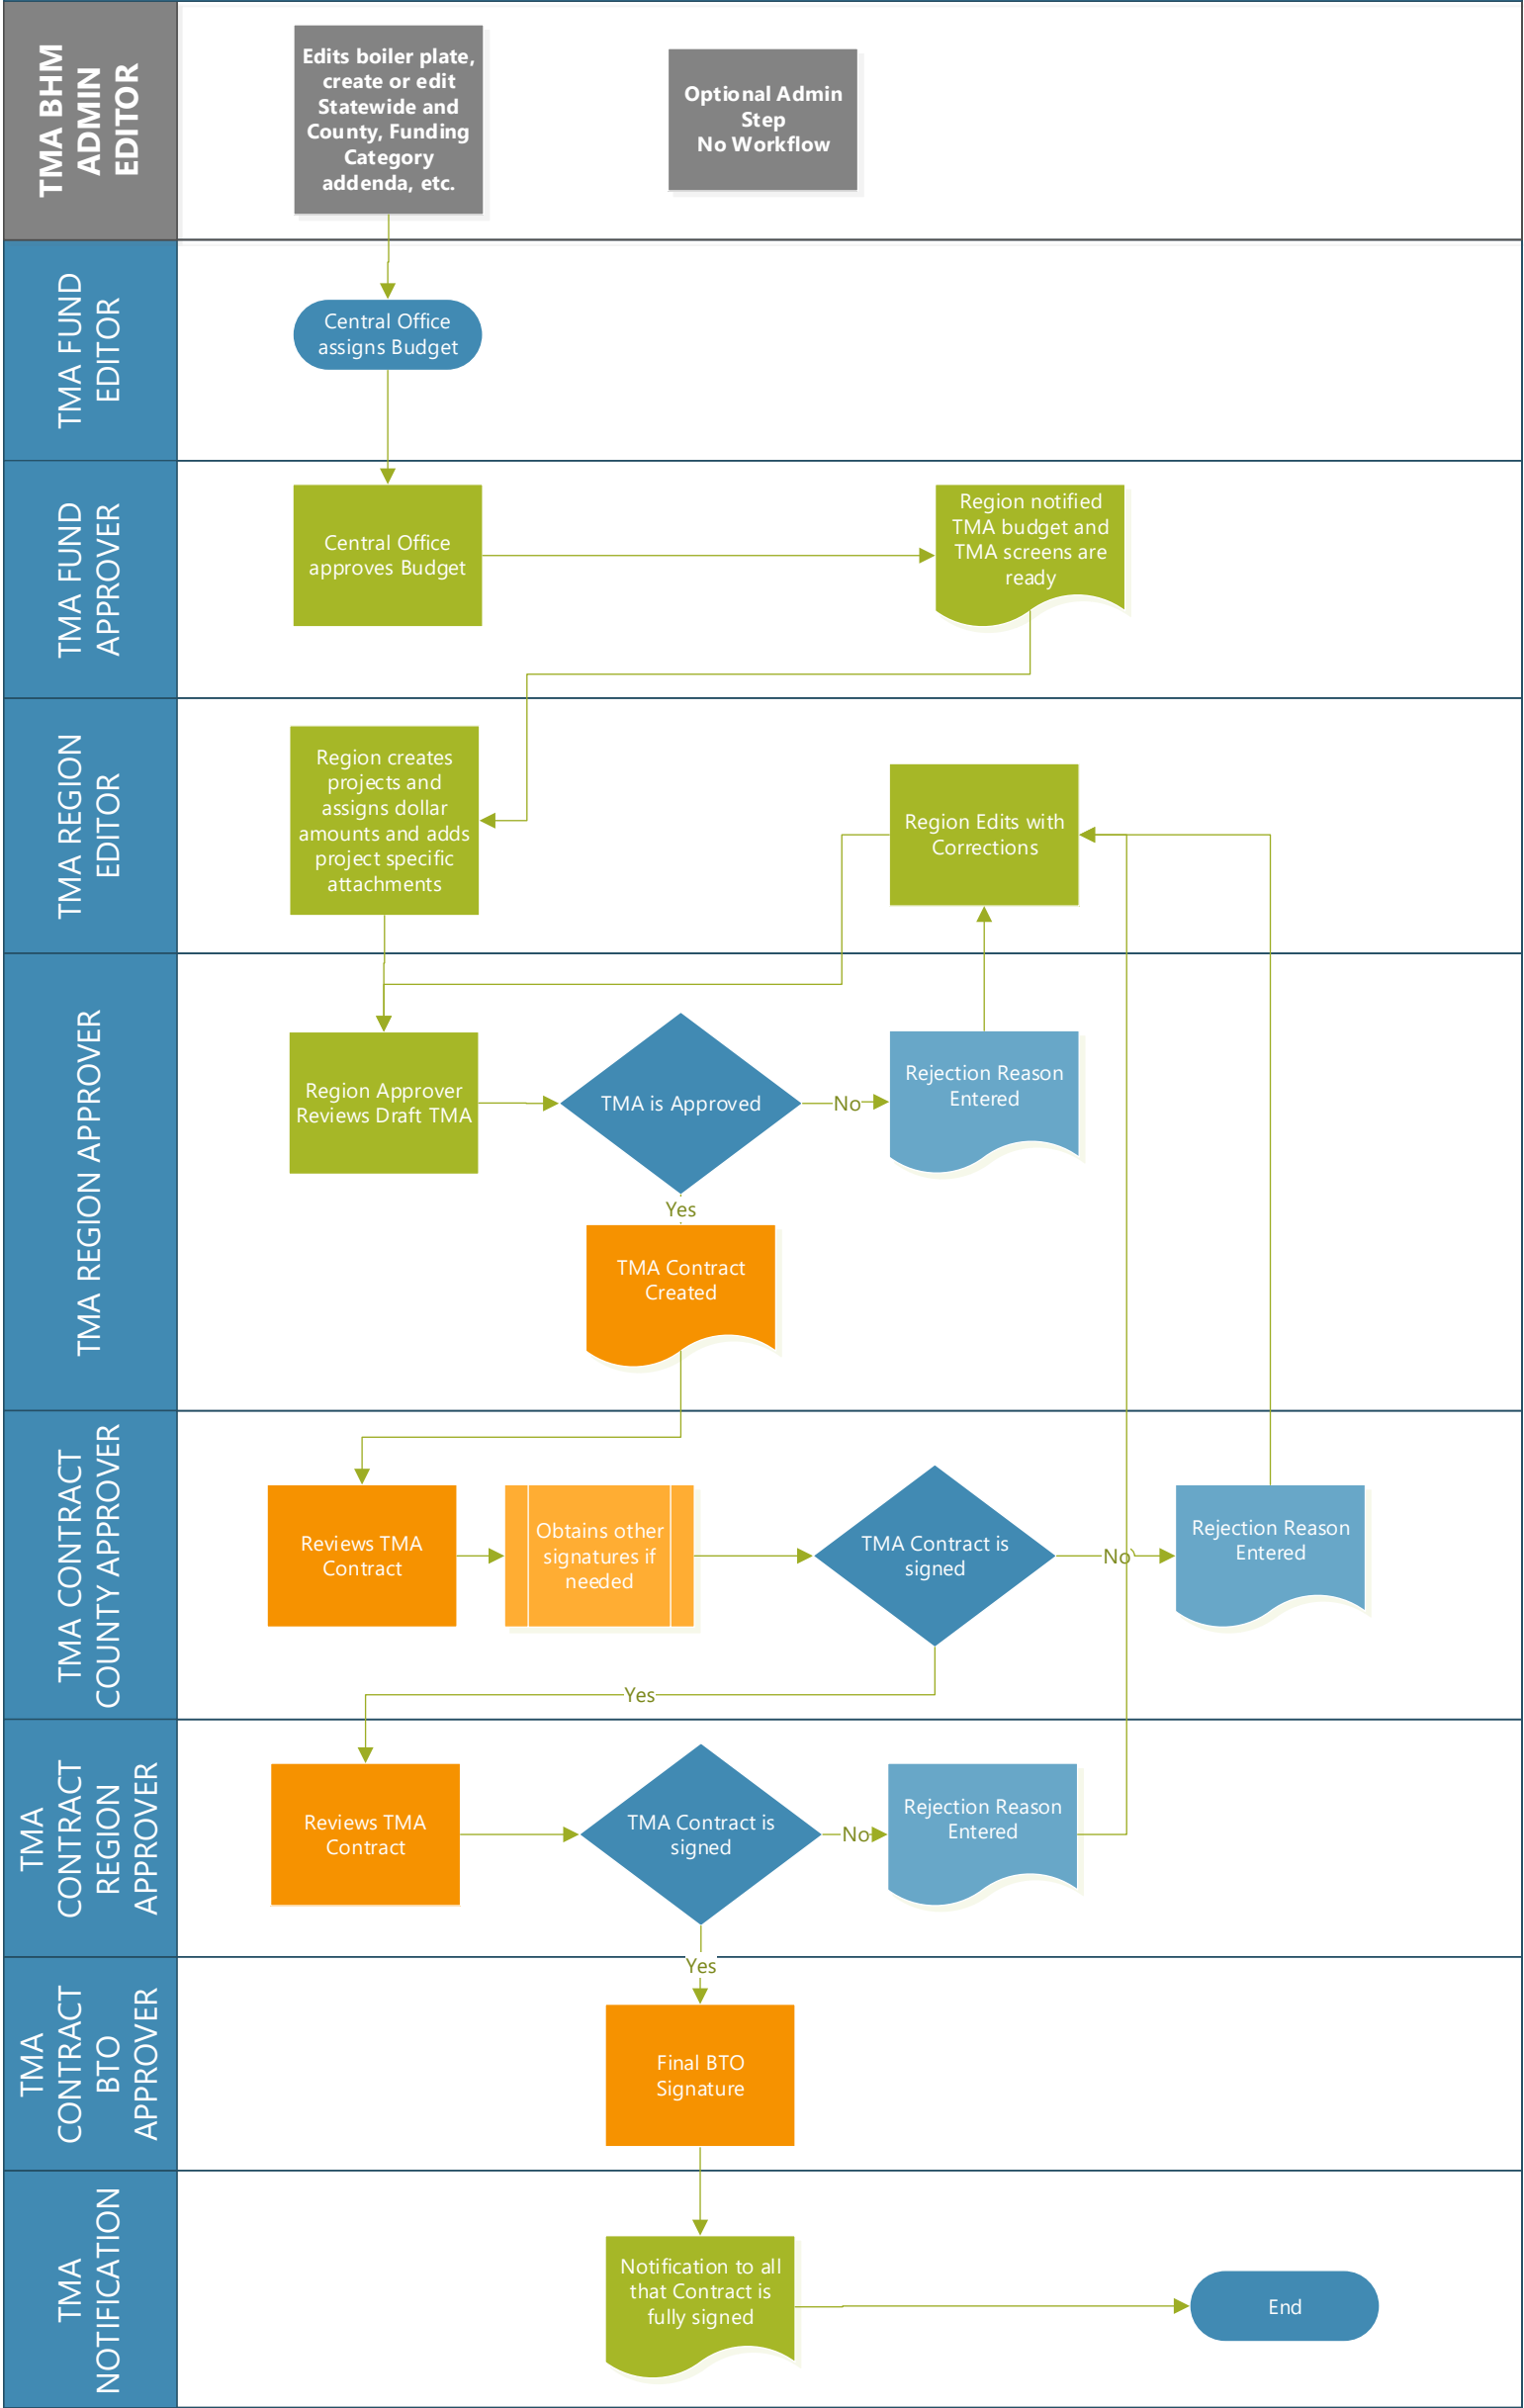 TMA BHM
ADMIN
EDITOR
Edits boiler plate,
create or edit
Statewide and
County, Funding
Category
addenda, etc.
Optional Admin
Step
No Workflow
TMA FUND
EDITOR
Central Office
assigns Budget
TMA FUND
APPROVER
Central Office
approves Budget
Region notified
TMA budget and
TMA screens are
ready
TMA REGION
EDITOR
Region creates
projects and
assigns dollar
amounts and adds
project specific
attachments
Region Edits with
Corrections
TMA REGION APPROVER
Region Approver
Reviews Draft TMA
TMA is Approved
No
Rejection Reason
Entered
Yes
TMA Contract
Created
TMA CONTRACT
COUNTY APPROVER
Reviews TMA
Contract
Obtains other
signatures if
needed
TMA Contract is
signed
No
Rejection Reason
Entered
Yes
TMA
CONTRACT
REGION
APPROVER
Reviews TMA
Contract
TMA Contract is
signed
No
Rejection Reason
Entered
Yes
TMA
CONTRACT
BTO
APPROVER
Final BTO
Signature
TMA
NOTIFICATION
Notification to all
that Contract is
fully signed
End